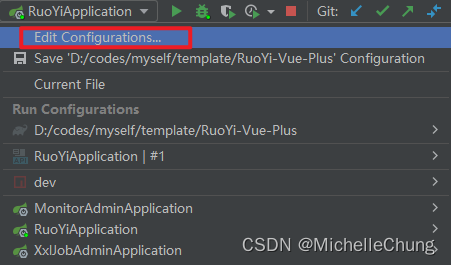 RuoYiApplication Git:
Edit Configurations...
Save 'D:/codes/myself/template/RuoYi-Vue-Plus' Configuration
Current File
Run Configurations
D:/codes/myself/template/RuoYi-Vue-Plus
RuoYiApplication | #1
dev
MonitorAdminApplication
RuoYiApplication
XxlJobAdminApplication
CSDN @MichelleChung